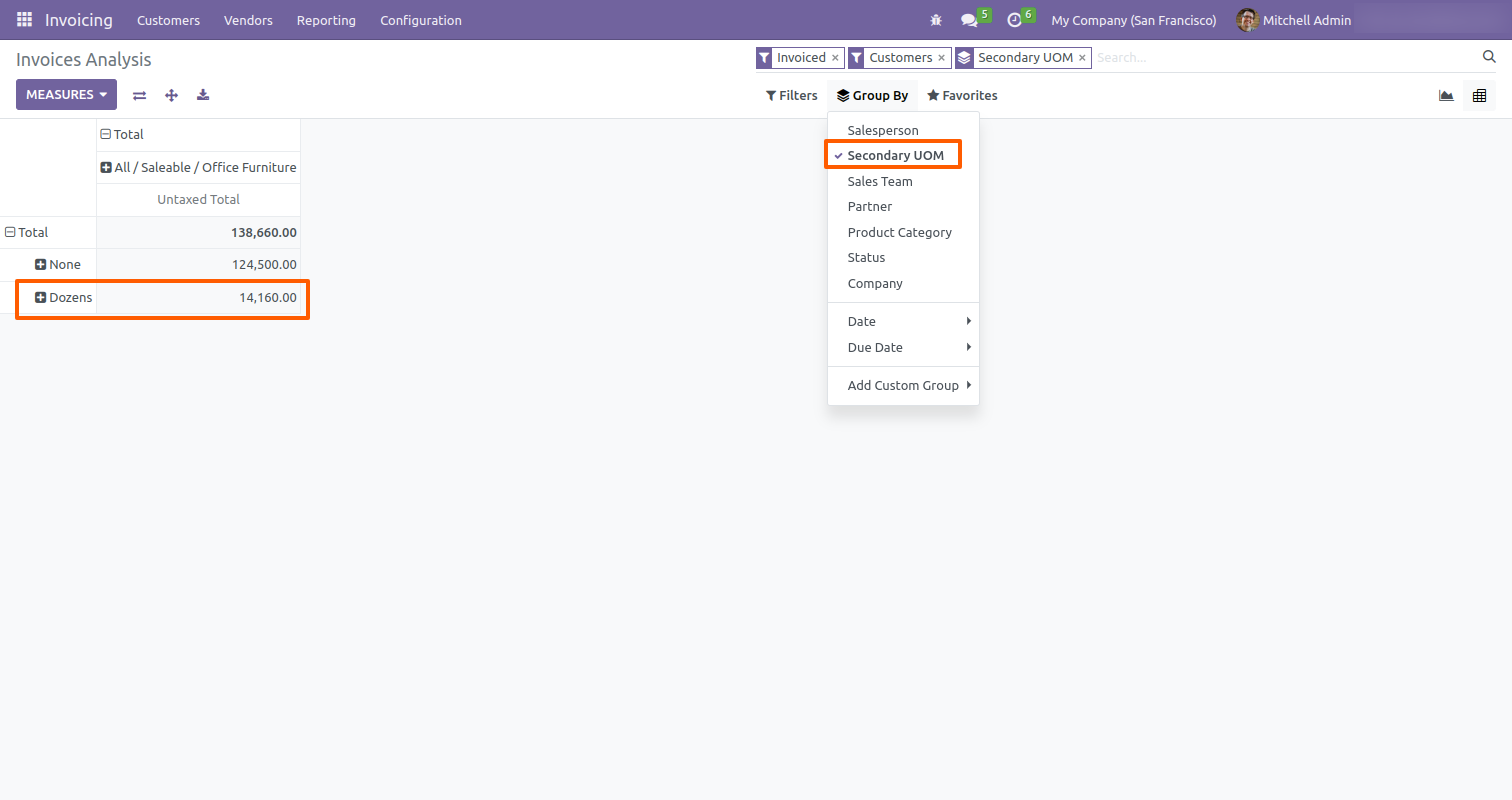 Invoicing Customers Vendors Reporting Configuration 5 6 My Company (San Francisco) Mitchell Admin
Invoices Analysis
Invoiced × Customers × Secondary UOM × Search...
MEASURES Filters Group By Favorites
Total
All / Saleable / Office Furniture
Untaxed Total
Total 138,660.00
None 124,500.00
Dozens 14,160.00
Salesperson
Secondary UOM
Sales Team
Partner
Product Category
Status
Company
Date
Due Date
Add Custom Group